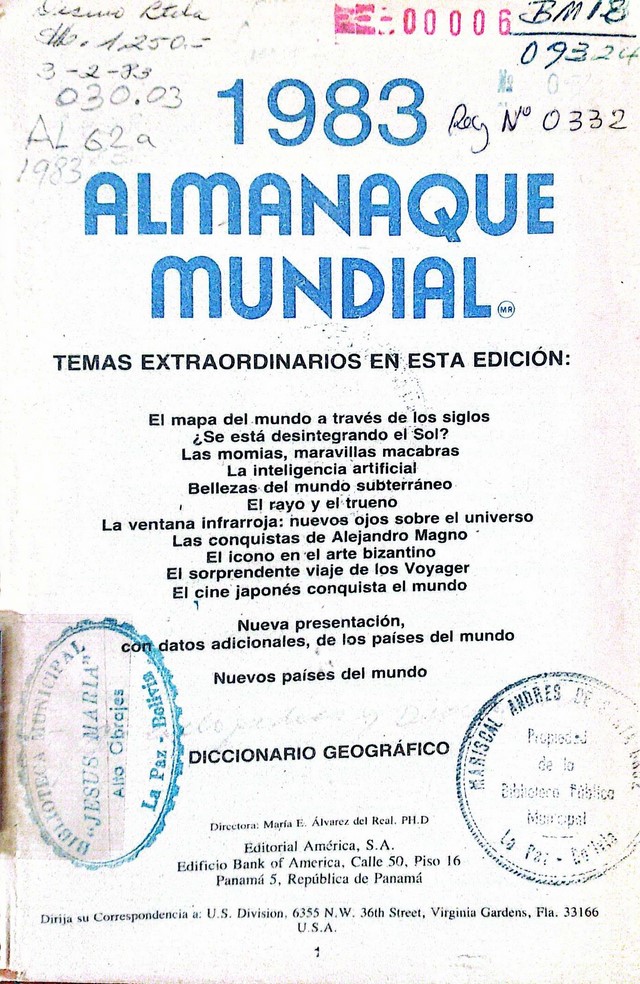 00006
BMIB
09324
$b. 1.250.-
3-2-83
030.03
AL 62a
1983
Reg Nº 0332
1983
ALMANAQUE
MUNDIAL MR
TEMAS EXTRAORDINARIOS EN ESTA EDICIÓN:
El mapa del mundo a través de los siglos
¿Se está desintegrando el Sol?
Las momias, maravillas macabras
La inteligencia artificial
Bellezas del mundo subterráneo
El rayo y el trueno
La ventana infrarroja: nuevos ojos sobre el universo
Las conquistas de Alejandro Magno
El icono en el arte bizantino
El sorprendente viaje de los Voyager
El cine japonés conquista el mundo
Nueva presentación,
con datos adicionales, de los países del mundo
Nuevos países del mundo
BIBLIOTECA MUNICIPAL
"JESUS MARIA"
Alto Obrajes
La Paz - Bolivia
DICCIONARIO GEOGRÁFICO
MARISCAL ANDRES DE
Propiedad
de la
Biblioteca Pública
Municipal
La Paz - Bolivia
Directora: María E. Álvarez del Real. PH.D
Editorial América, S.A.
Edificio Bank of America, Calle 50, Piso 16
Panamá 5, República de Panamá
Dirija su Correspondencia a: U.S. Division, 6355 N.W. 36th Street, Virginia Gardens, Fla. 33166
U.S.A.
1